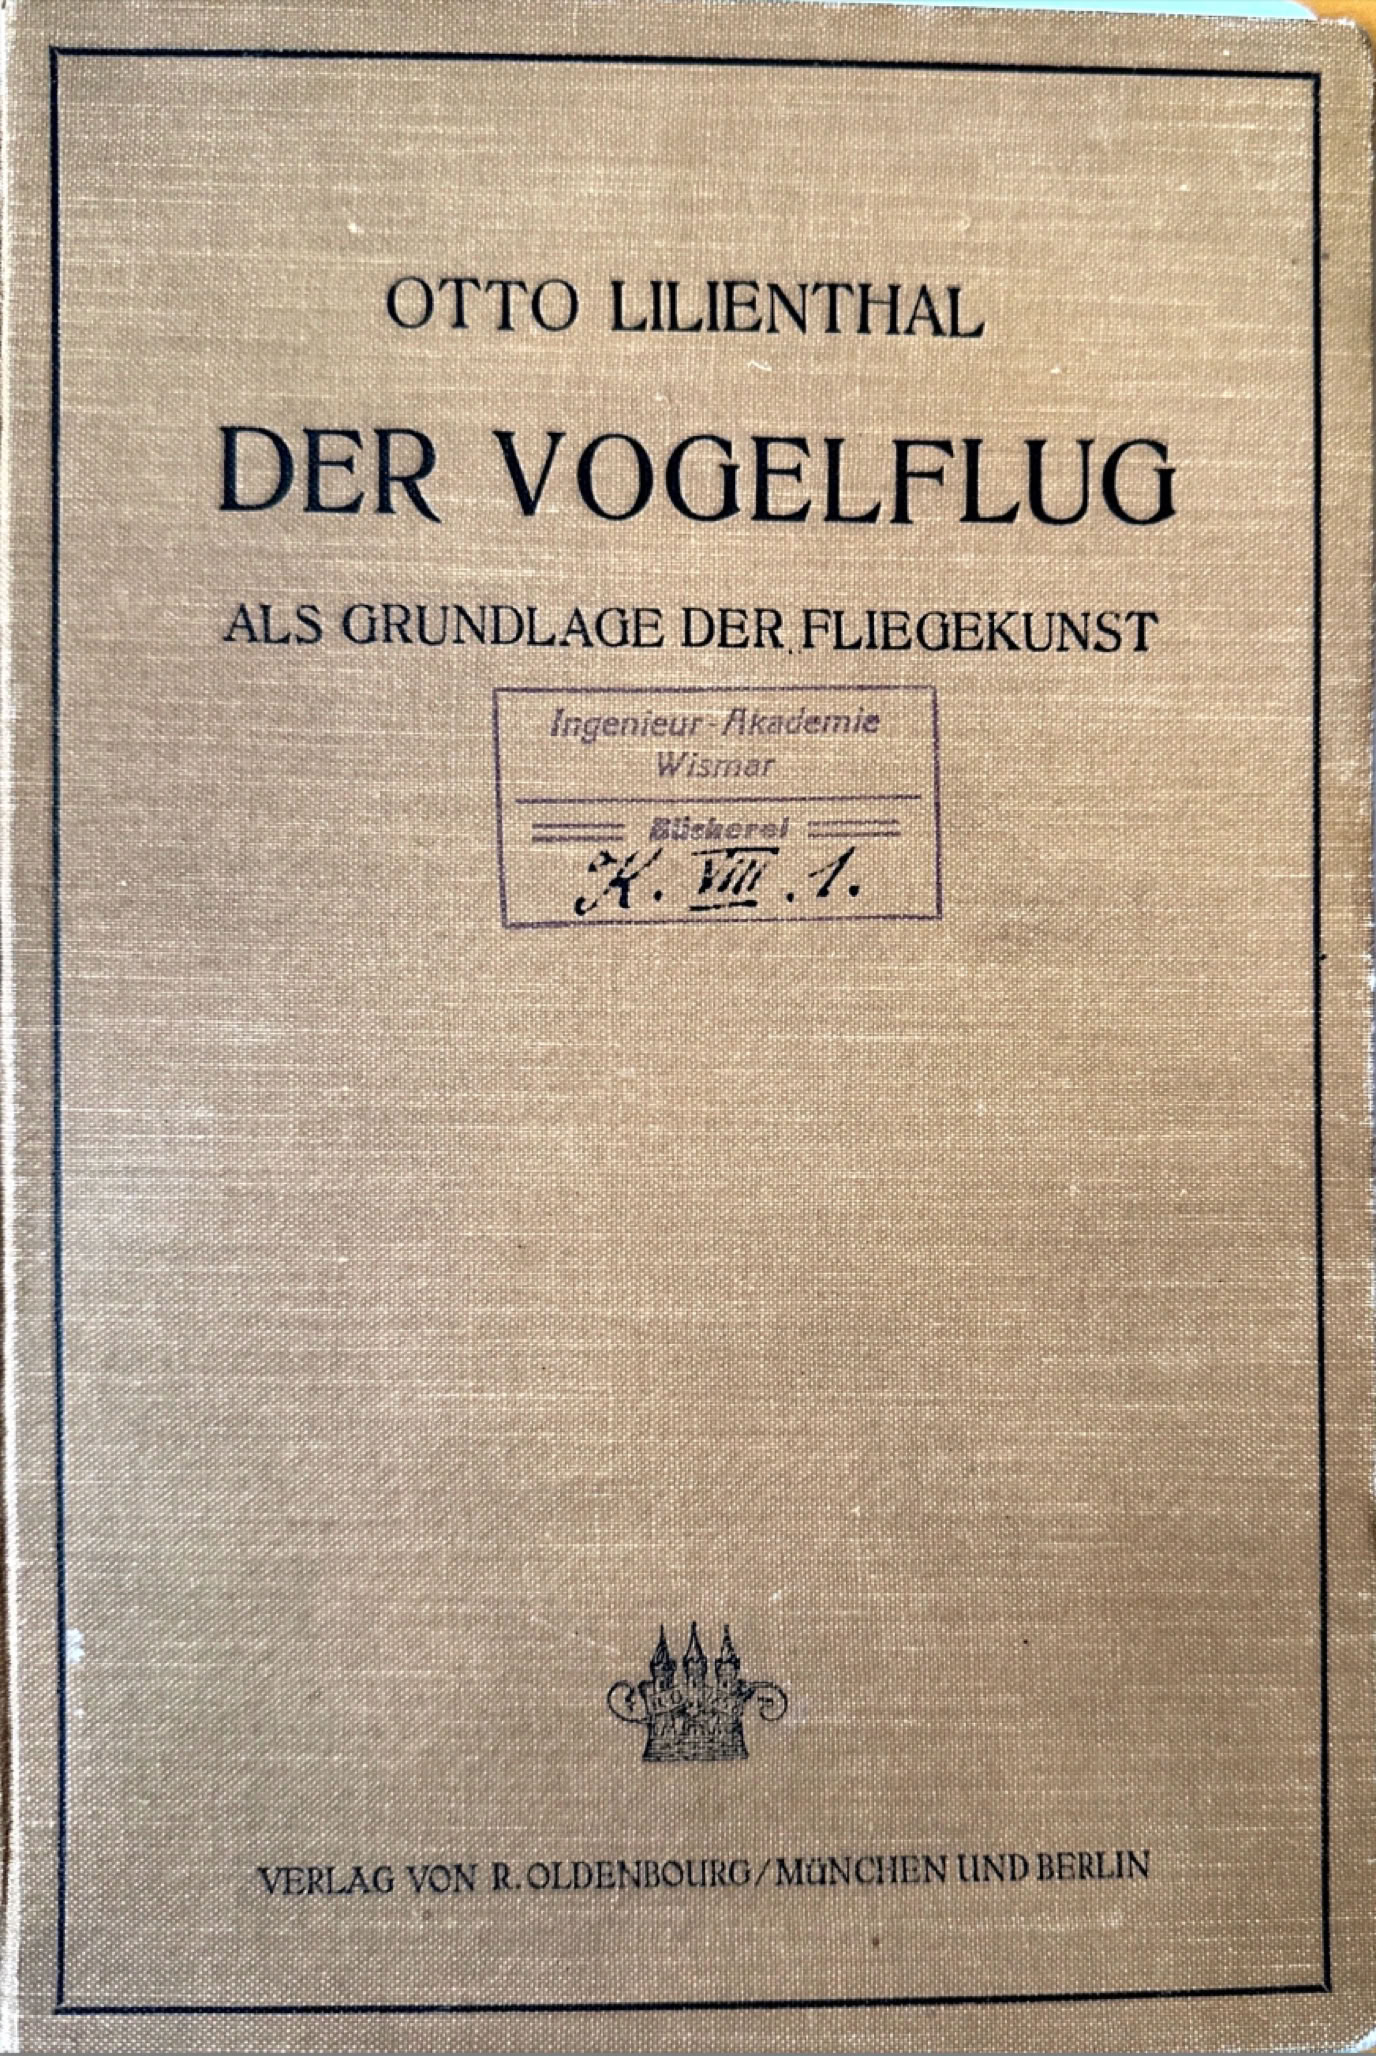 OTTO LILIENTHAL
DER VOGELFLUG
ALS GRUNDLAGE DER FLIEGEKUNST
Ingenieur-Akademie
Wismar
Bücherei
K. VIII. 1.
VERLAG VON R. OLDENBOURG/MÜNCHEN UND BERLIN